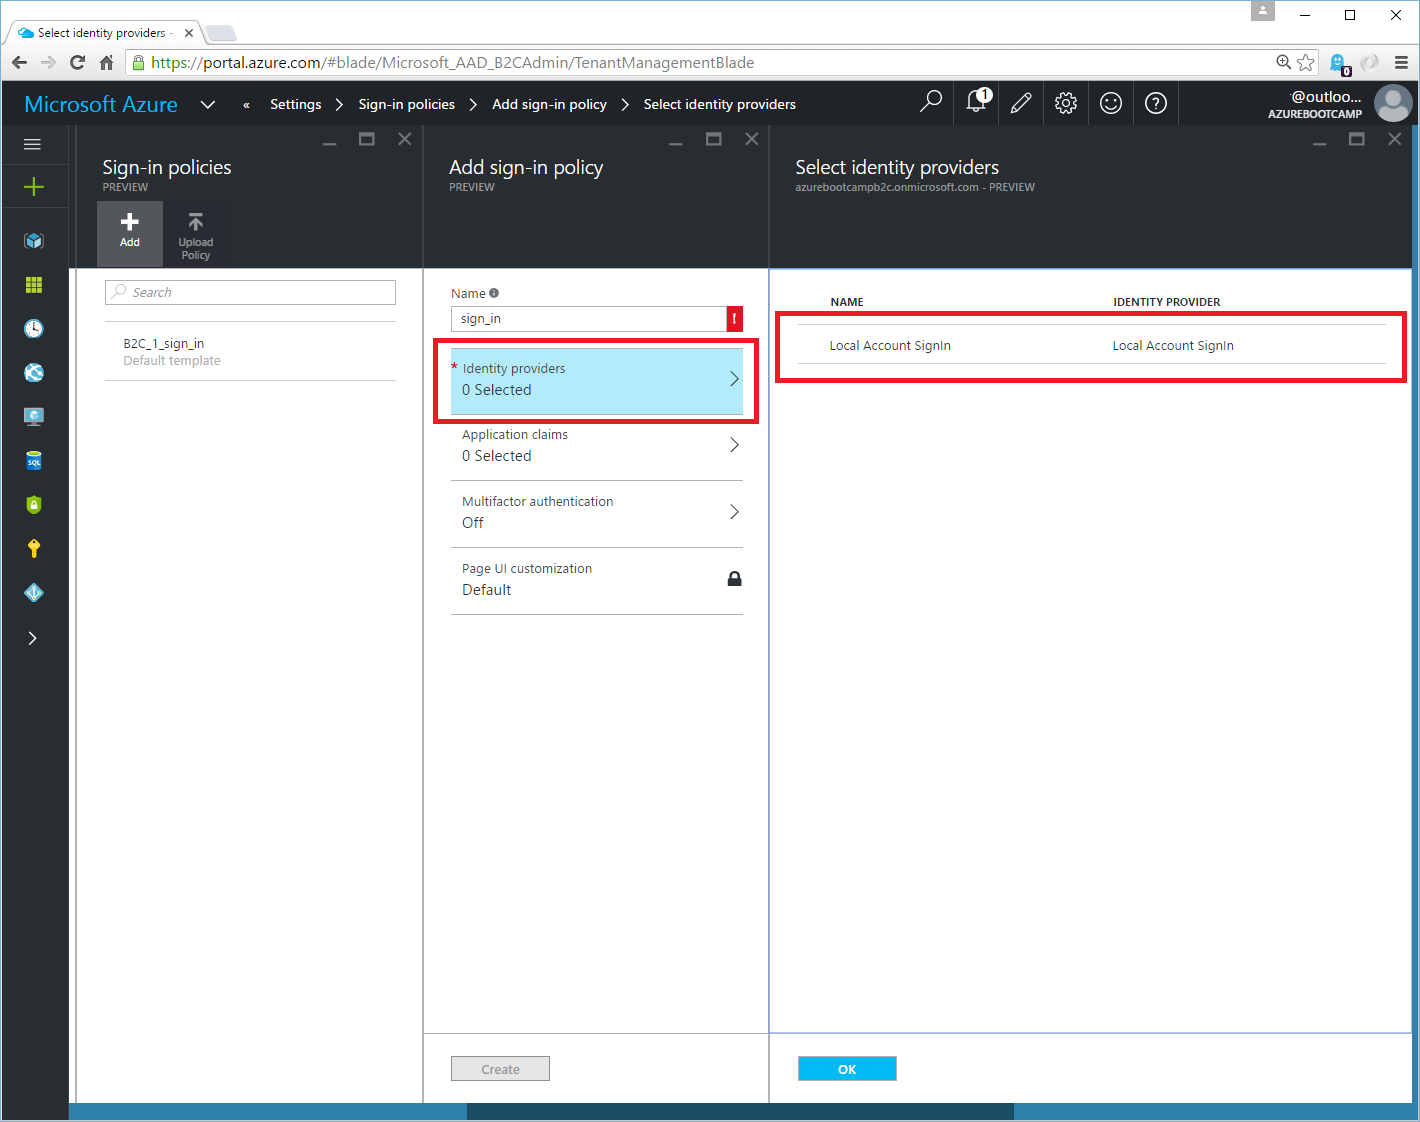 Select identity providers -
https://portal.azure.com/#blade/Microsoft_AAD_B2CAdmin/TenantManagementBlade
0
Microsoft Azure « Settings > Sign-in policies > Add sign-in policy > Select identity providers
1
@outloo...
AZUREBOOTCAMP
Sign-in policies
PREVIEW
Add
Upload
Policy
Search
B2C_1_sign_in
Default template
Add sign-in policy
PREVIEW
Name
sign_in
!
* Identity providers
0 Selected
Application claims
0 Selected
Multifactor authentication
Off
Page UI customization
Default
Create
Select identity providers
azurebootcampb2c.onmicrosoft.com - PREVIEW
NAME IDENTITY PROVIDER
Local Account SignIn Local Account SignIn
OK
SQL